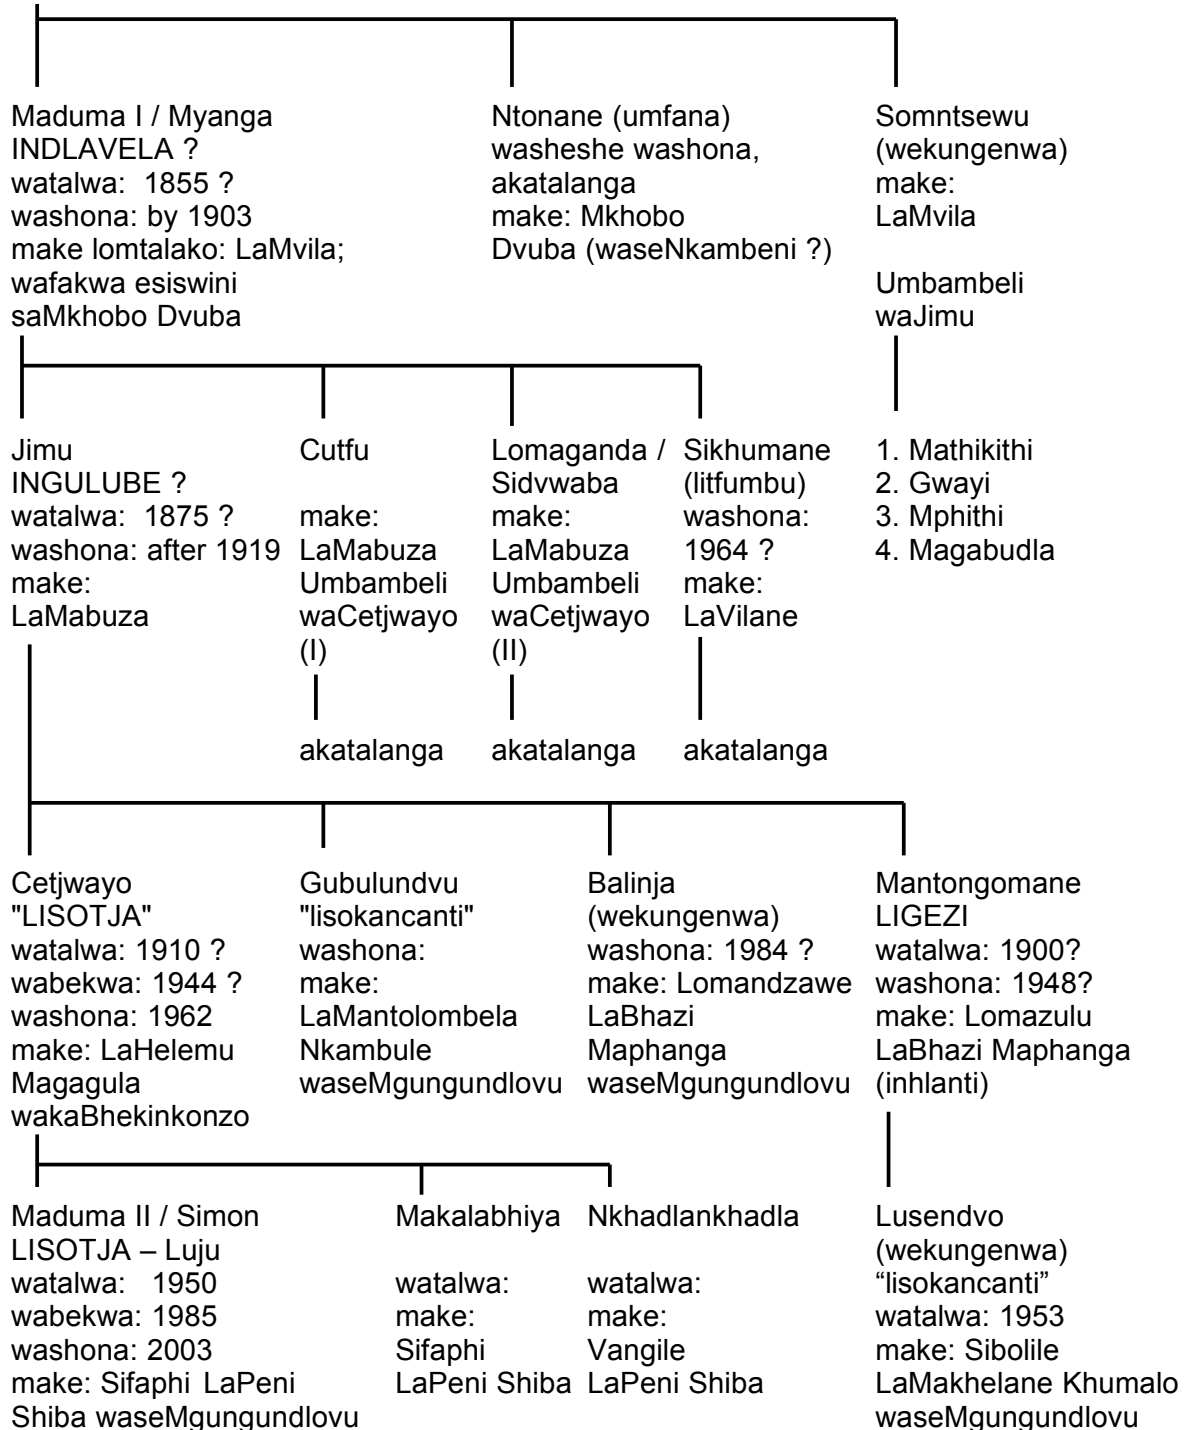 Maduma I / Myanga
INDLAVELA ?
watalwa: 1855 ?
washona: by 1903
make lomtalako: LaMvila;
wafakwa esiswini
saMkhobo Dvuba
Ntonane (umfana)
washeshe washona,
akatalanga
make: Mkhobo
Dvuba (waseNkambeni ?)
Somntsewu
(wekungenwa)
make:
LaMvila
Umbambeli
waJimu
Jimu
INGULUBE ?
watalwa: 1875 ?
washona: after 1919
make:
LaMabuza
Cutfu
make:
LaMabuza
Umbambeli
waCetjwayo
(I)
akatalanga
Lomaganda /
Sidvwaba
make:
LaMabuza
Umbambeli
waCetjwayo
(II)
akatalanga
Sikhumane
(litfumbu)
washona:
1964 ?
make:
LaVilane
akatalanga
1. Mathikithi
2. Gwayi
3. Mphithi
4. Magabudla
Cetjwayo
"LISOTJA"
watalwa: 1910 ?
wabekwa: 1944 ?
washona: 1962
make: LaHelemu
Magagula
wakaBhekinkonzo
Gubulundvu
"lisokancanti"
washona:
make:
LaMantolombela
Nkambule
waseMgungundlovu
Balinja
(wekungenwa)
washona: 1984 ?
make: Lomandzawe
LaBhazi
Maphanga
waseMgungundlovu
Mantongomane
LIGEZI
watalwa: 1900?
washona: 1948?
make: Lomazulu
LaBhazi Maphanga
(inhlanti)
Maduma II / Simon
LISOTJA – Luju
watalwa: 1950
wabekwa: 1985
washona: 2003
make: Sifaphi LaPeni
Shiba waseMgungundlovu
Makalabhiya
watalwa:
make:
Sifaphi
LaPeni Shiba
Nkhadlankhadla
watalwa:
make:
Vangile
LaPeni Shiba
Lusendvo
(wekungenwa)
“lisokancanti”
watalwa: 1953
make: Sibolile
LaMakhelane Khumalo
waseMgungundlovu